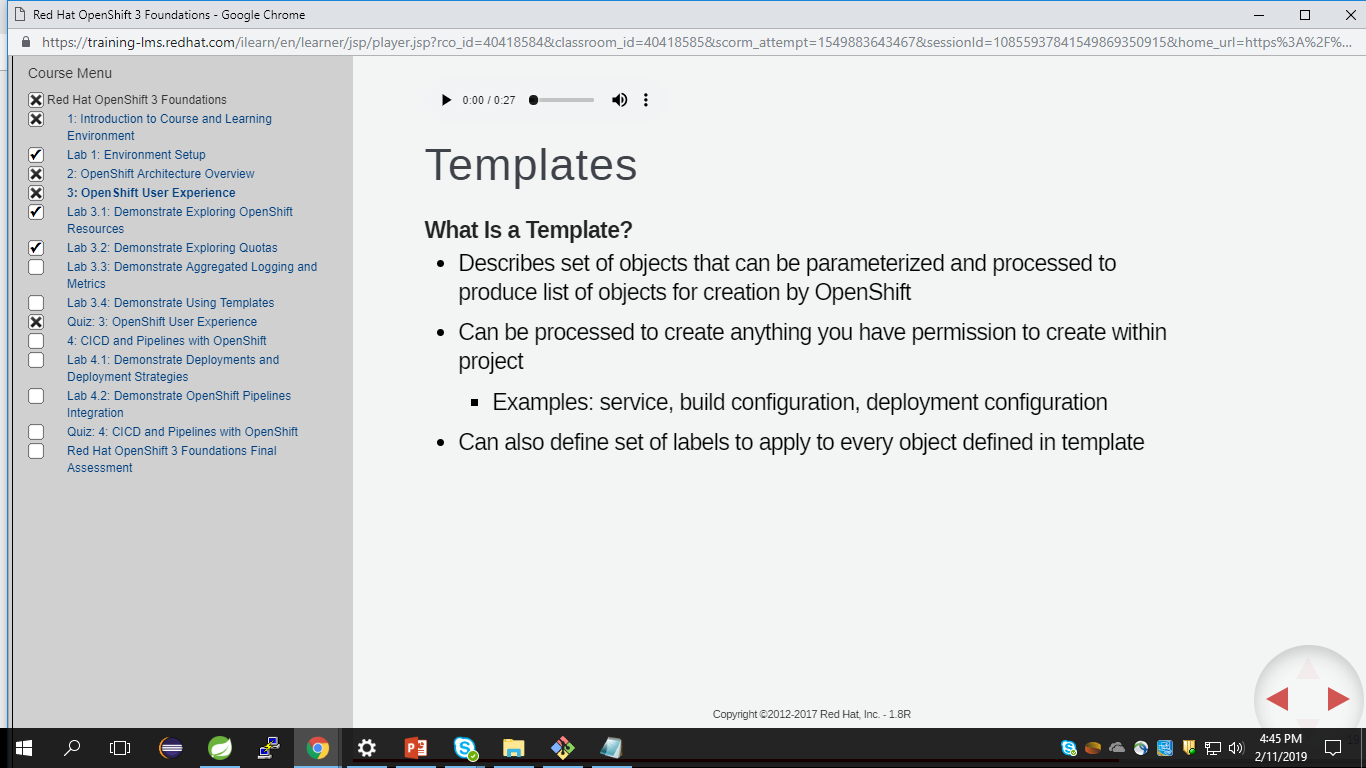 Red Hat OpenShift 3 Foundations - Google Chrome
https://training-lms.redhat.com/ilearn/en/learner/jsp/player.jsp?rco_id=40418584&classroom_id=40418585&scorm_attempt=1549883643467&sessionId=10855937841549869350915&home_url=https%3A%2F%...
Course Menu
Red Hat OpenShift 3 Foundations
1: Introduction to Course and Learning
Environment
Lab 1: Environment Setup
2: OpenShift Architecture Overview
3: OpenShift User Experience
Lab 3.1: Demonstrate Exploring OpenShift
Resources
Lab 3.2: Demonstrate Exploring Quotas
Lab 3.3: Demonstrate Aggregated Logging and
Metrics
Lab 3.4: Demonstrate Using Templates
Quiz: 3: OpenShift User Experience
4: CICD and Pipelines with OpenShift
Lab 4.1: Demonstrate Deployments and
Deployment Strategies
Lab 4.2: Demonstrate OpenShift Pipelines
Integration
Quiz: 4: CICD and Pipelines with OpenShift
Red Hat OpenShift 3 Foundations Final
Assessment
0:00 / 0:27
Templates
What Is a Template?
Describes set of objects that can be parameterized and processed to
produce list of objects for creation by OpenShift
Can be processed to create anything you have permission to create within
project
Examples: service, build configuration, deployment configuration
Can also define set of labels to apply to every object defined in template
Copyright ©2012-2017 Red Hat, Inc. - 1.8R
4:45 PM
2/11/2019